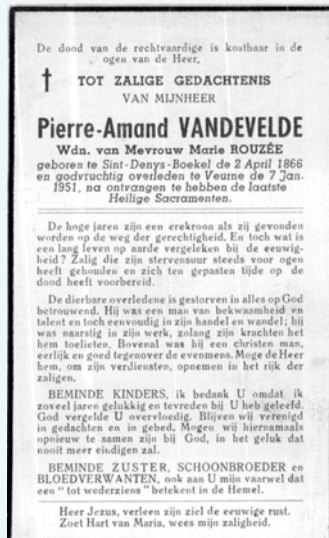 De dood van de rechtvaardige is kostbaar in de
ogen van de Heer.
† TOT ZALIGE GEDACHTENIS
VAN MIJNHEER
Pierre-Amand VANDEVELDE
Wdn. van Mevrouw Marie ROUZÉE
geboren te Sint-Denys-Boekel de 2 April 1866
en godvruchtig overleden te Veurne de 7 Jan.
1951, na ontvangen te hebben de laatste
Heilige Sacramenten.
De hoge jaren zijn een erekroon als zij gevonden
worden op de weg der gerechtigheid. En toch wat is
een lang leven op aarde vergeleken bij de eeuwig-
heid? Zalig die zijn stervensuur steeds voor ogen
heeft gehouden en zich ten gepasten tijde op de
dood heeft voorbereid.
De dierbare overledene is gestorven in alles op God
betrouwend. Hij was een man van bekwaamheid en
talent en toch eenvoudig in zijn handel en wandel; hij
was naarstig in zijn werk, zolang zijn krachten het
hem toelieten. Bovenal was hij een christen man,
eerlijk en goed tegenover de evenmens. Moge de Heer
hem, om zijn verdiensten, opnemen in het rijk der
zaligen.
BEMINDE KINDERS, ik bedank U omdat ik
zoveel jaren gelukkig en tevreden bij U heb geleefd.
God vergelde U overvloedig. Blijven wij verenigd
in gedachten en in gebed. Mogen wij hiernamaals
opnieuw te samen zijn bij God, in het geluk dat
nooit meer eindigen zal.
BEMINDE ZUSTER, SCHOONBROEDER en
BLOEDVERWANTEN, ook aan U mijn vaarwel dat
een "tot wederziens" betekent in de Hemel.
Heer Jezus, verleen zijn ziel de eeuwige rust.
Zoet Hart van Maria, wees mijn zaligheid.